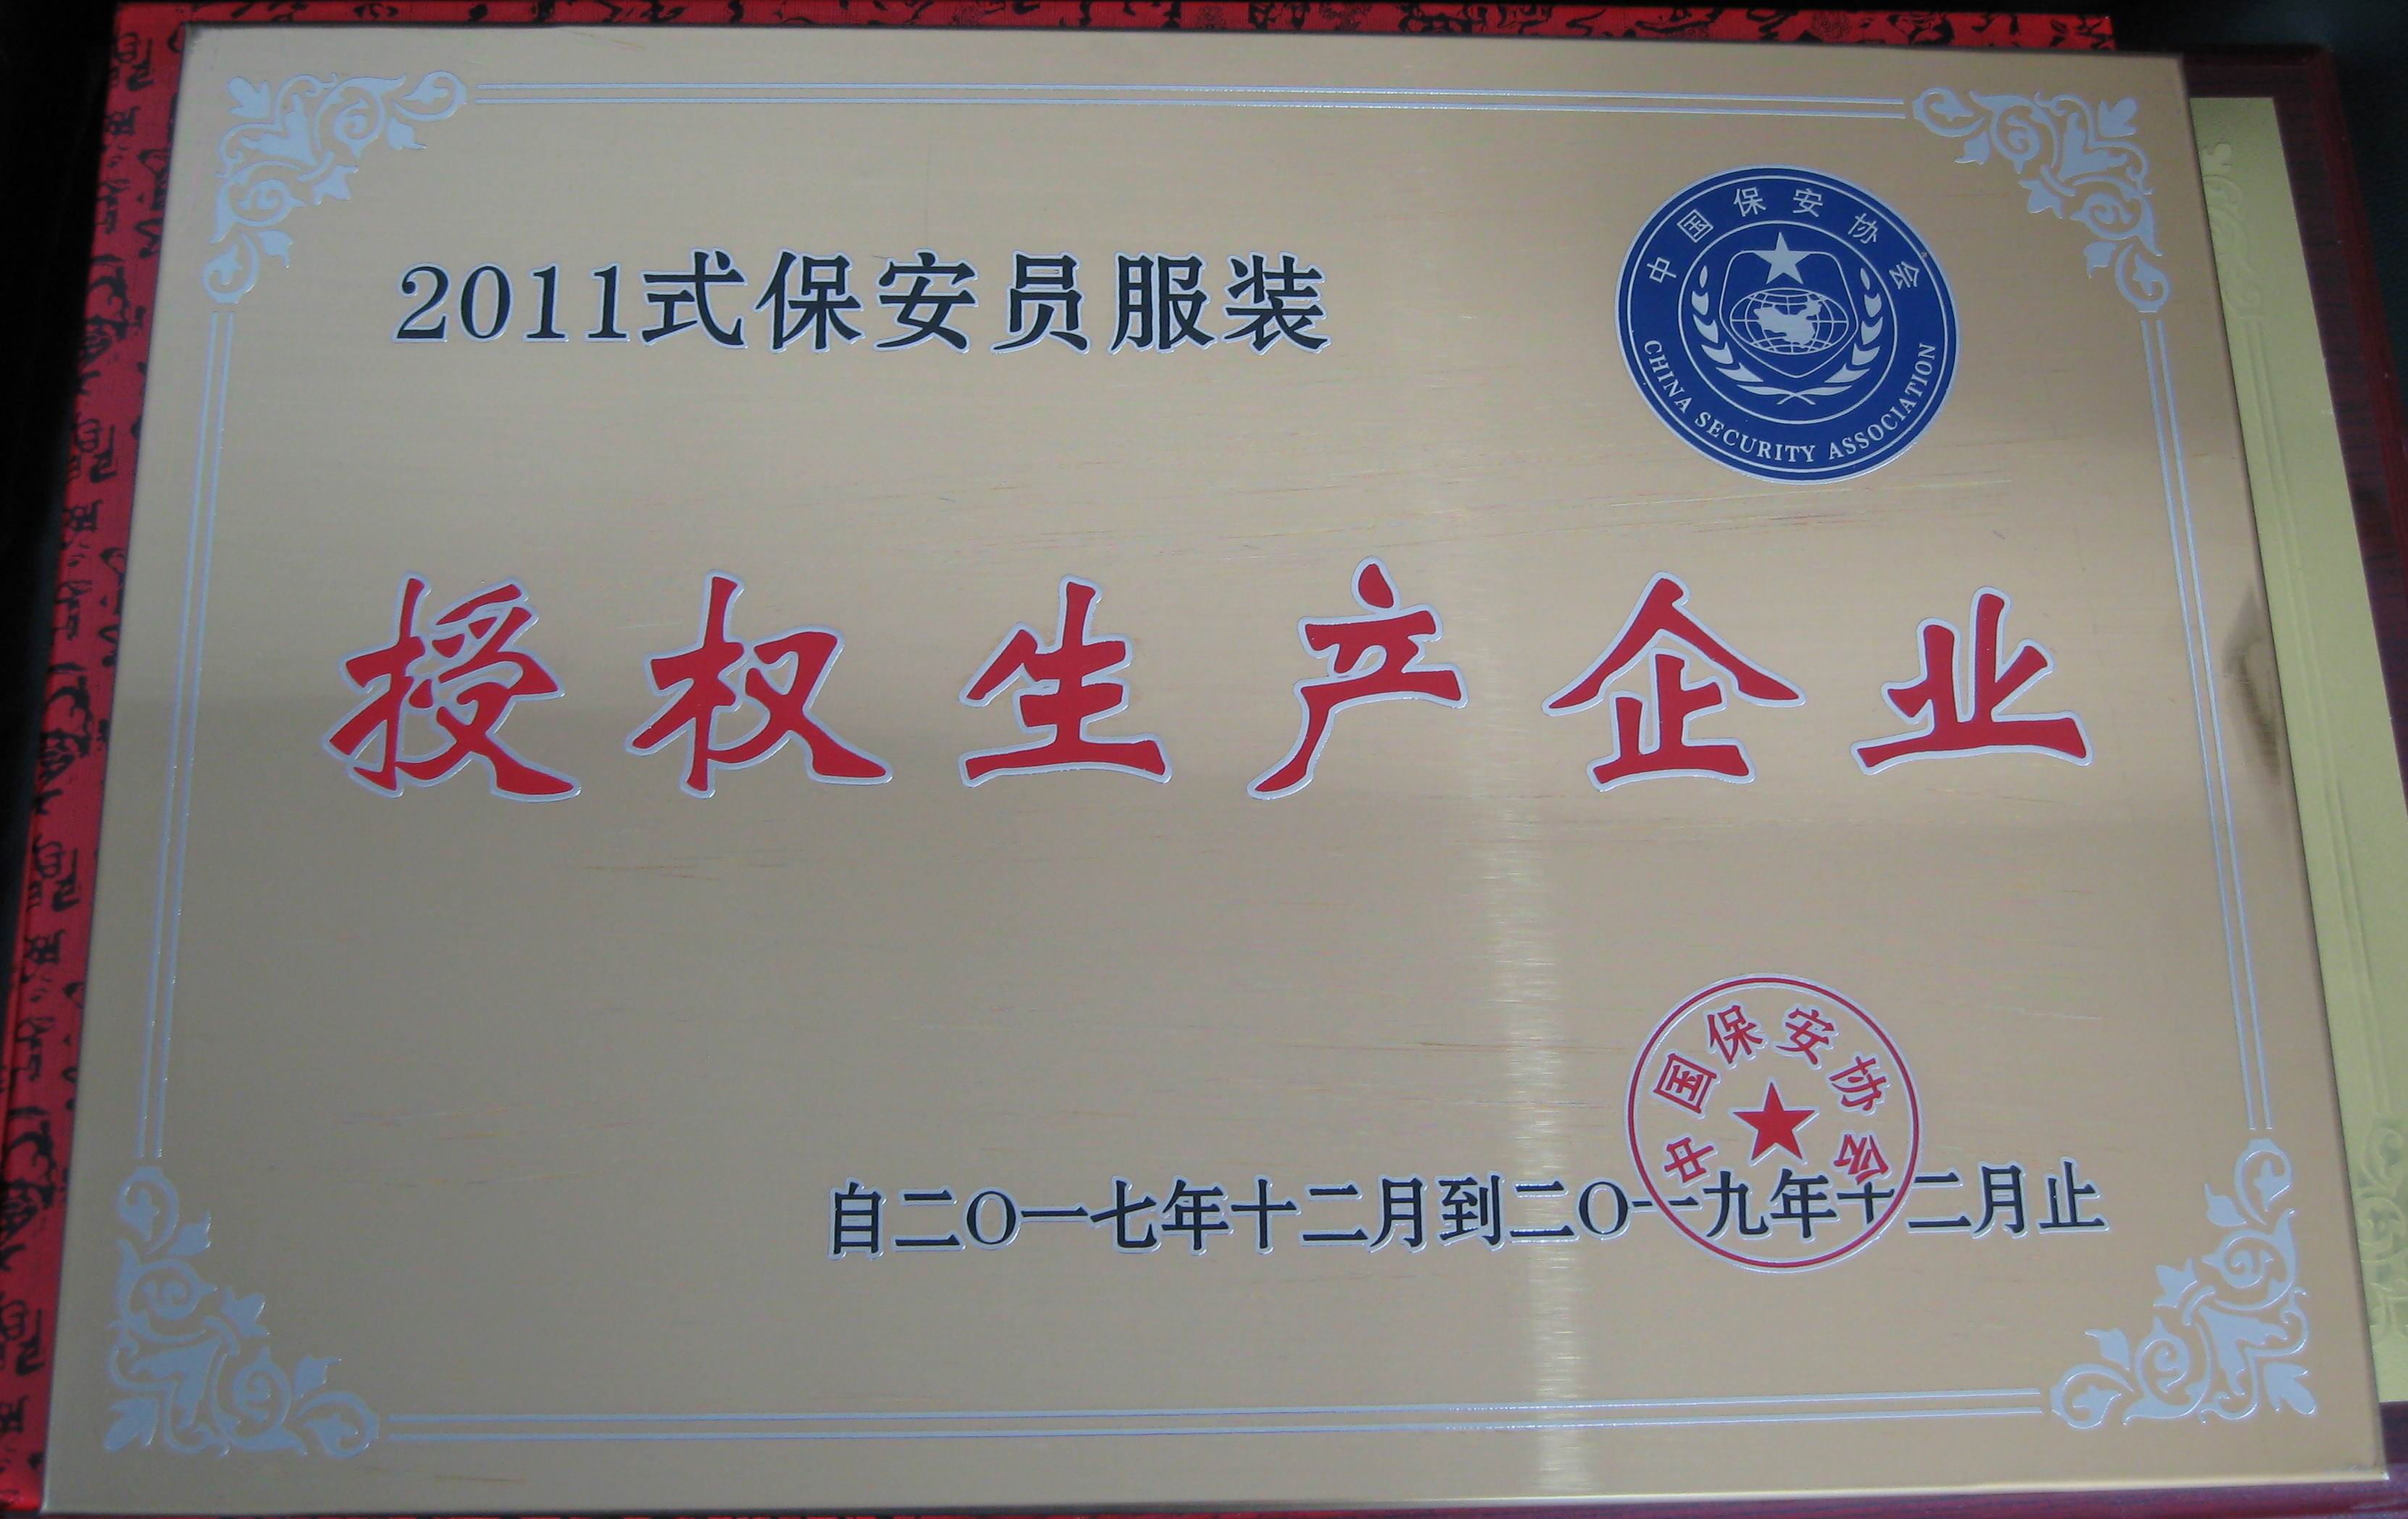 2011式保安员服装
中国保安协会
CHINA SECURITY ASSOCIATION
授权生产企业
中国保安协会
自二〇一七年十二月到二〇一九年十二月止